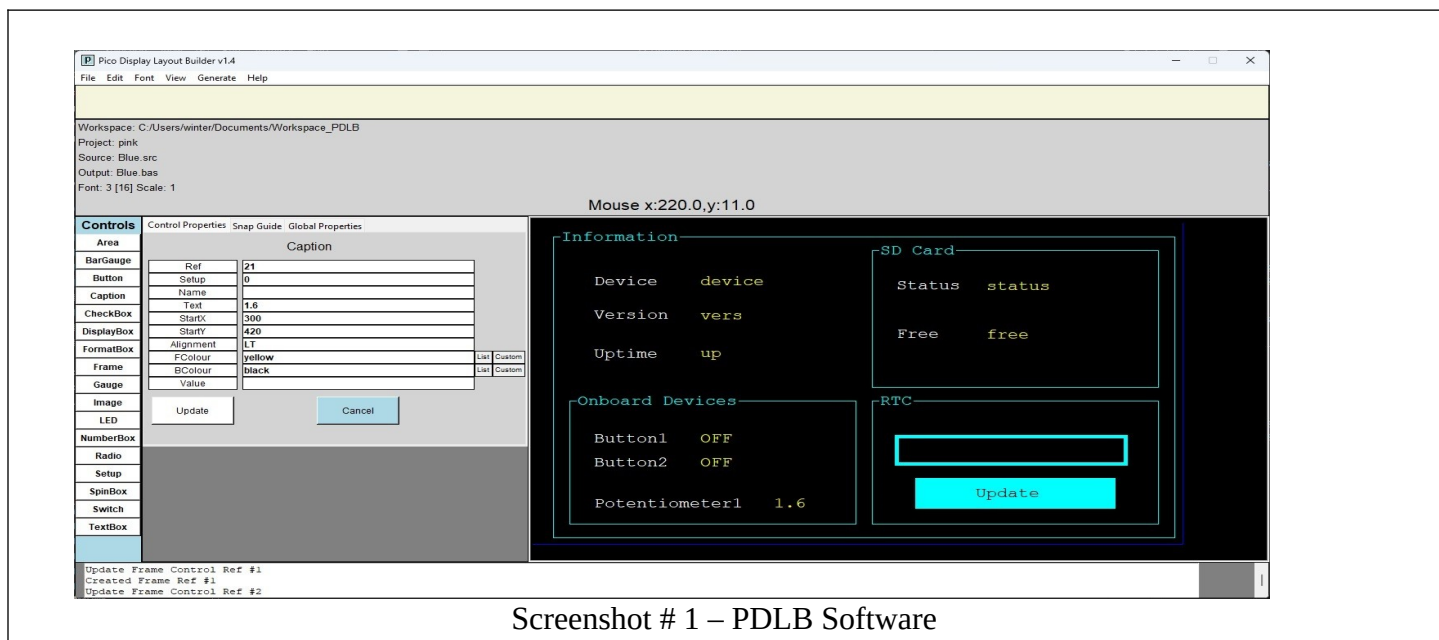 Pico Display Layout Builder v1.4
File Edit Font View Generate Help
Workspace: C:/Users/winter/Documents/Workspace_PDLB
Project: pink
Source: Blue.src
Output: Blue.bas
Font: 3 [16] Scale: 1
Mouse x:220.0,y:11.0
Controls
Area
BarGauge
Button
Caption
CheckBox
DisplayBox
FormatBox
Frame
Gauge
Image
LED
NumberBox
Radio
Setup
SpinBox
Switch
TextBox
Control Properties Snap Guide Global Properties
Caption
Ref 21
Setup 0
Name
Text 1.6
StartX 300
StartY 420
Alignment LT
FColour yellow List Custom
BColour black List Custom
Value
Update Cancel
Information
Device device
Version vers
Uptime up
SD Card
Status status
Free free
Onboard Devices
Button1 OFF
Button2 OFF
Potentiometer1 1.6
RTC
Update
Update Frame Control Ref #1
Created Frame Ref #1
Update Frame Control Ref #2
Screenshot # 1 – PDLB Software